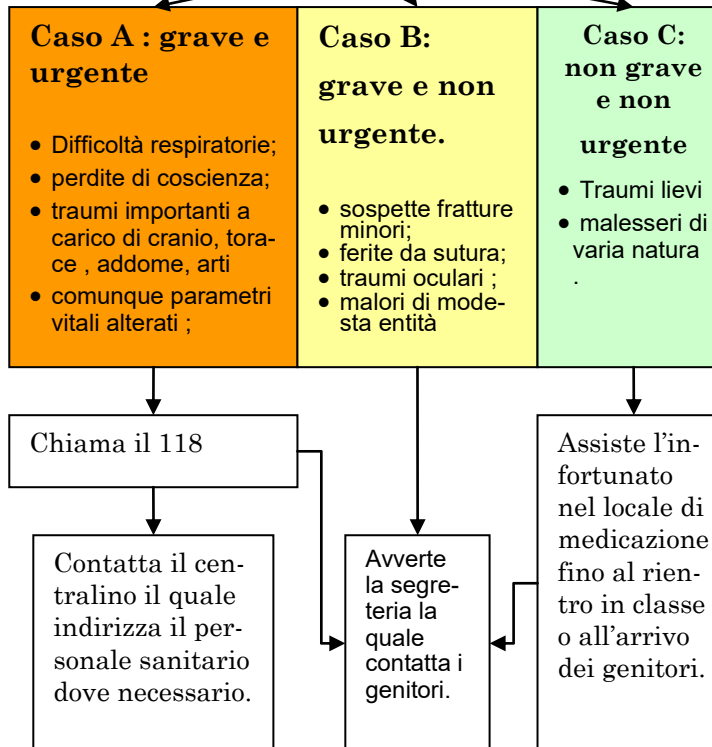 Caso A : grave e
urgente
• Difficoltà respiratorie;
• perdite di coscienza;
• traumi importanti a
carico di cranio, tora-
ce , addome, arti
• comunque parametri
vitali alterati ;
Caso B:
grave e non
urgente.
• sospette fratture
minori;
• ferite da sutura;
• traumi oculari ;
• malori di mode-
sta entità
Caso C:
non grave
e non
urgente
• Traumi lievi
• malesseri di
varia natura
.
Chiama il 118
Contatta il cen-
tralino il quale
indirizza il per-
sonale sanitario
dove necessario.
Avverte
la segre-
teria la
quale
contatta i
genitori.
Assiste l’in-
fortunato
nel locale di
medicazione
fino al rien-
tro in classe
o all'arrivo
dei genitori.